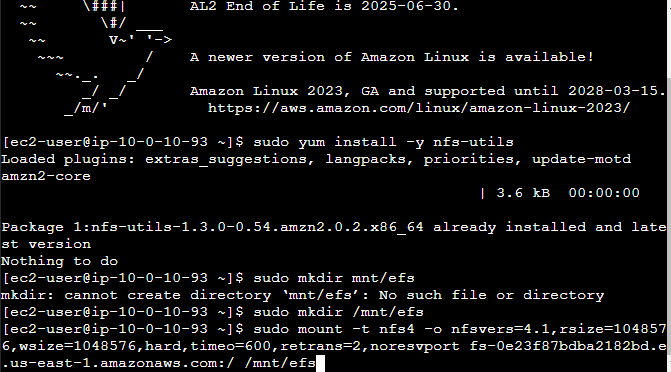 ~~     \###|       AL2 End of Life is 2025-06-30.
~~       \#/ ___
~~       V~' '->
~~~         /    A newer version of Amazon Linux is available!
~~._.   _/
_/ _/       Amazon Linux 2023, GA and supported until 2028-03-15.
_/m/'           https://aws.amazon.com/linux/amazon-linux-2023/
[ec2-user@ip-10-0-10-93 ~]$ sudo yum install -y nfs-utils
Loaded plugins: extras_suggestions, langpacks, priorities, update-motd
amzn2-core
| 3.6 kB  00:00:00
Package 1:nfs-utils-1.3.0-0.54.amzn2.0.2.x86_64 already installed and late
st version
Nothing to do
[ec2-user@ip-10-0-10-93 ~]$ sudo mkdir mnt/efs
mkdir: cannot create directory ‘mnt/efs’: No such file or directory
[ec2-user@ip-10-0-10-93 ~]$ sudo mkdir /mnt/efs
[ec2-user@ip-10-0-10-93 ~]$ sudo mount -t nfs4 -o nfsvers=4.1,rsize=104857
6,wsize=1048576,hard,timeo=600,retrans=2,noresvport fs-0e23f87bdba2182bd.e
.us-east-1.amazonaws.com:/ /mnt/efs